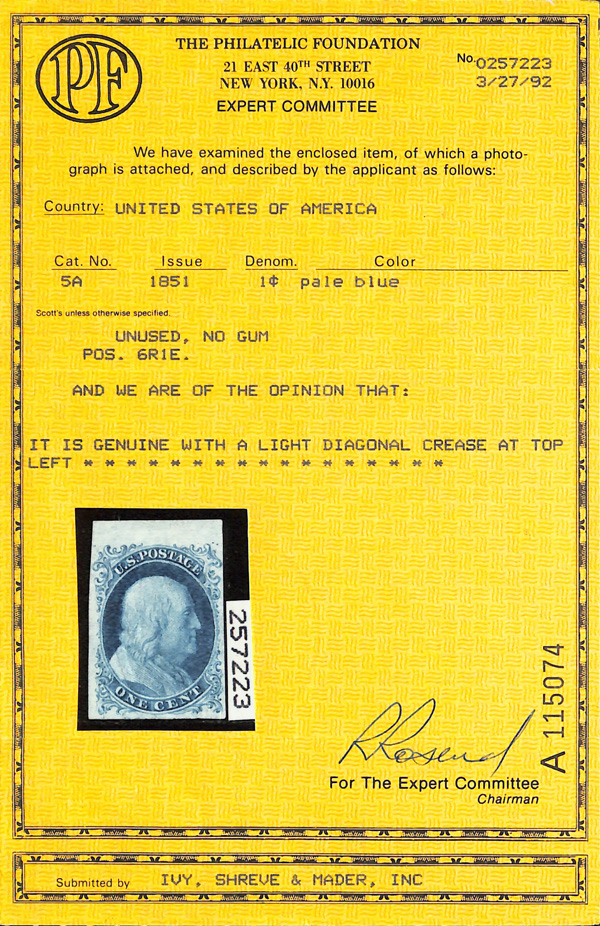 PF
THE PHILATELIC FOUNDATION
21 EAST 40TH STREET
NEW YORK, N.Y. 10016
EXPERT COMMITTEE
No. 0257223
3/27/92
We have examined the enclosed item, of which a photo-
graph is attached, and described by the applicant as follows:
Country: UNITED STATES OF AMERICA
Cat. No. Issue Denom. Color
5A 1851 1¢ pale blue
Scott's unless otherwise specified.
UNUSED, NO GUM
POS. 6R1E.
AND WE ARE OF THE OPINION THAT:
IT IS GENUINE WITH A LIGHT DIAGONAL CREASE AT TOP
LEFT * * * * * * * * * * * * * * * * *
U.S. POSTAGE
ONE CENT
257223
A 115074
R Rosend
For The Expert Committee
Chairman
Submitted by IVY, SHREVE & MADER, INC